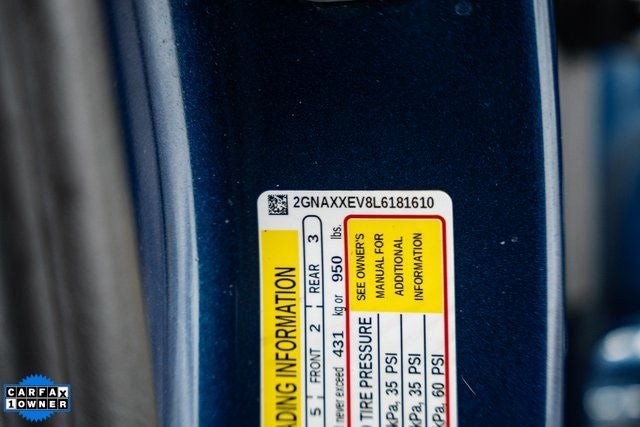 2GNAXXEV8L6181610
ADING INFORMATION
5 FRONT 2 REAR 3
never exceed 431 kg or 950 lbs.
SEE OWNER'S
MANUAL FOR
ADDITIONAL
INFORMATION
TIRE PRESSURE
kPa, 35 PSI
kPa, 35 PSI
kPa, 60 PSI
CARFAX
1 OWNER